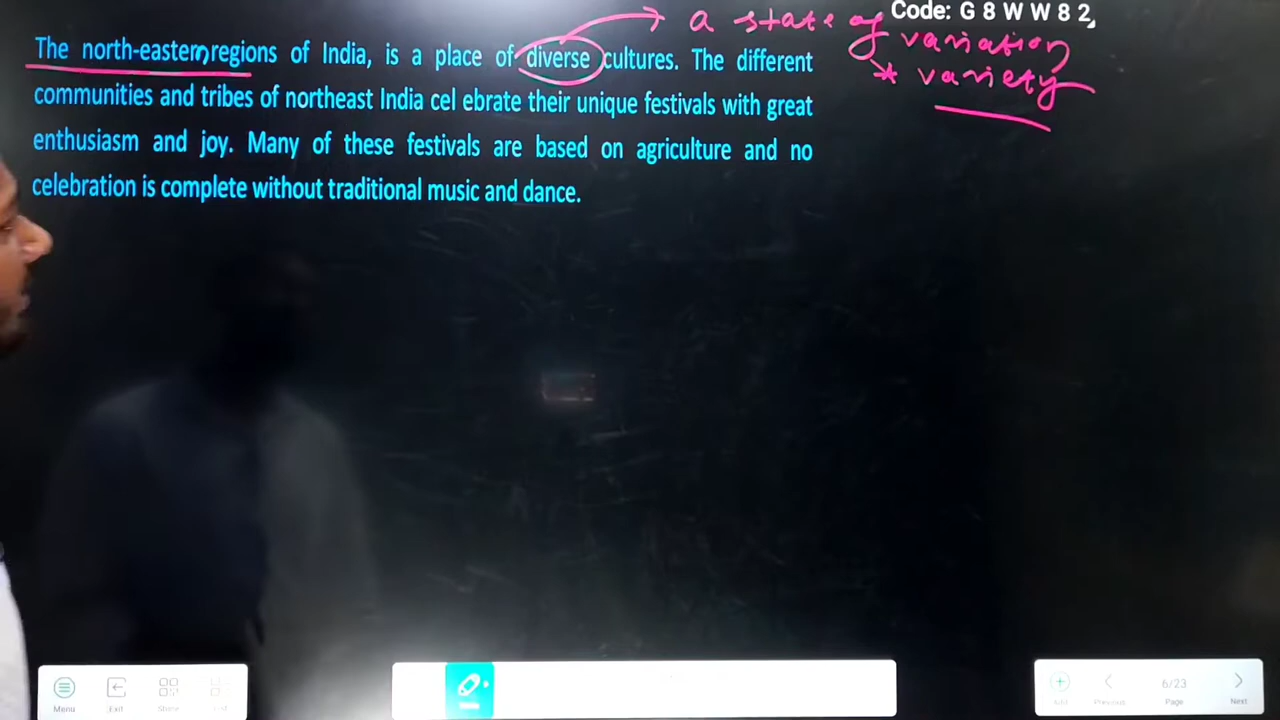 Code: G 8 W W 8 2,
a state of
variation
* variety
The north-eastern regions of India, is a place of diverse cultures. The different
communities and tribes of northeast India cel ebrate their unique festivals with great
enthusiasm and joy. Many of these festivals are based on agriculture and no
celebration is complete without traditional music and dance.
Menu
Exit
Add
Previous
6/23
Page
Next